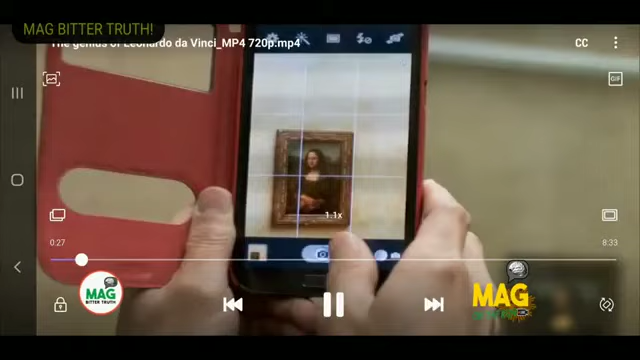 MAG BITTER TRUTH!
The genius of Leonardo da Vinci_MP4 720p.mp4
CC
GIF
1.1x
0:27
8:33
MAG
BITTER TRUTH
MAG